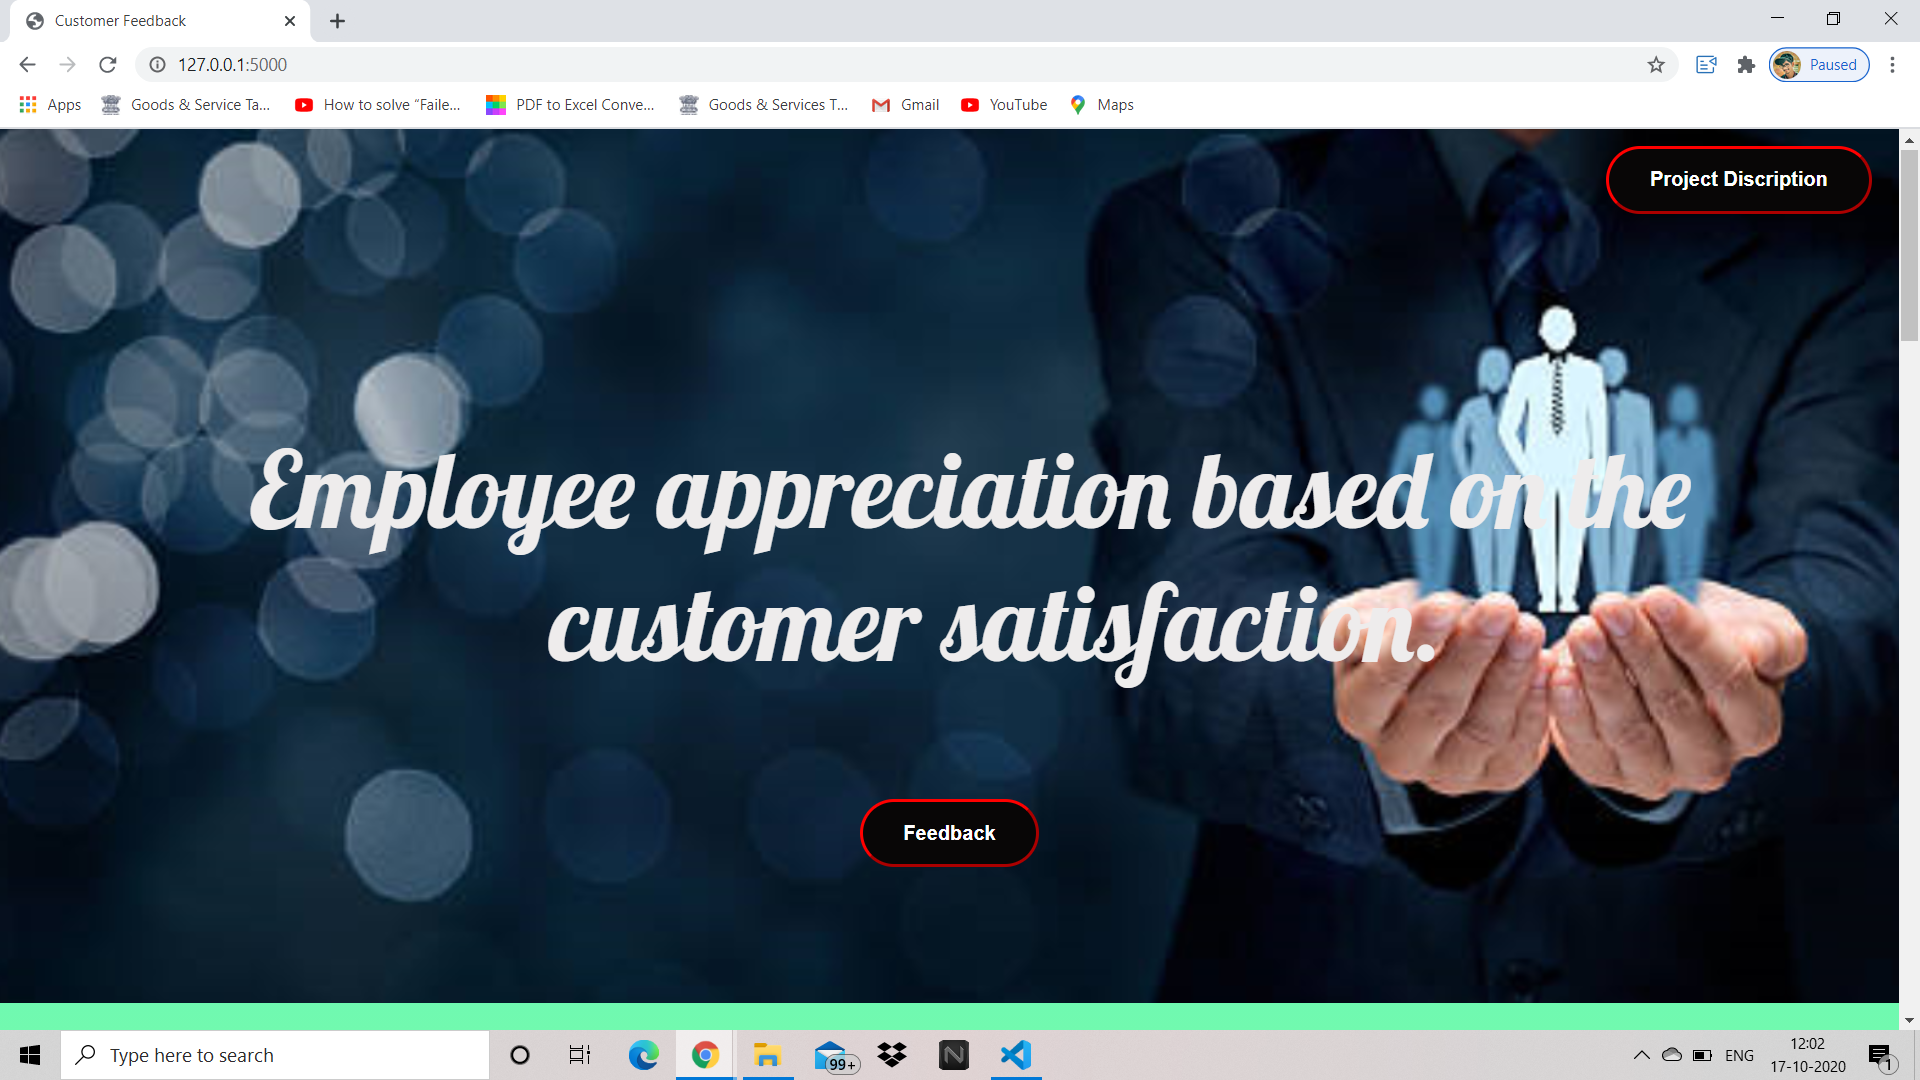 Customer Feedback
127.0.0.1:5000
Paused
Apps
Goods & Service Ta...
How to solve “Faile...
PDF to Excel Conve...
Goods & Services T...
Gmail
YouTube
Maps
Project Discription
Employee appreciation based on the
customer satisfaction.
Feedback
Type here to search
99+
N
ENG
12:02
17-10-2020
1